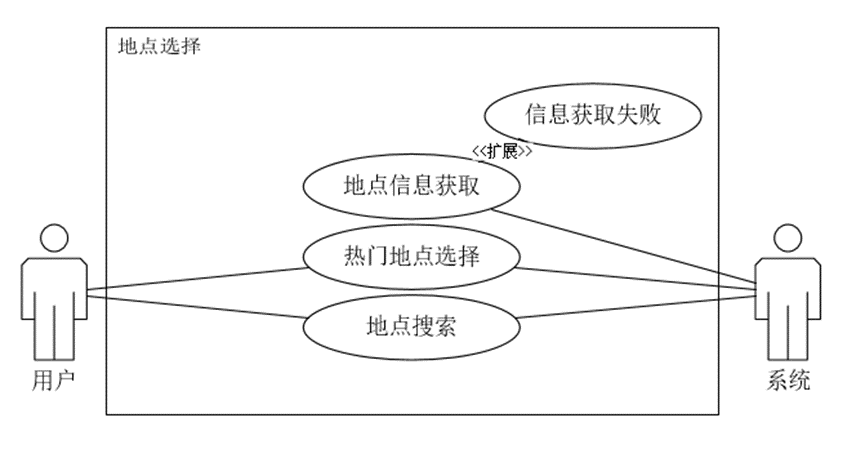 地点选择
信息获取失败
<<扩展>>
地点信息获取
热门地点选择
地点搜索
用户
系统